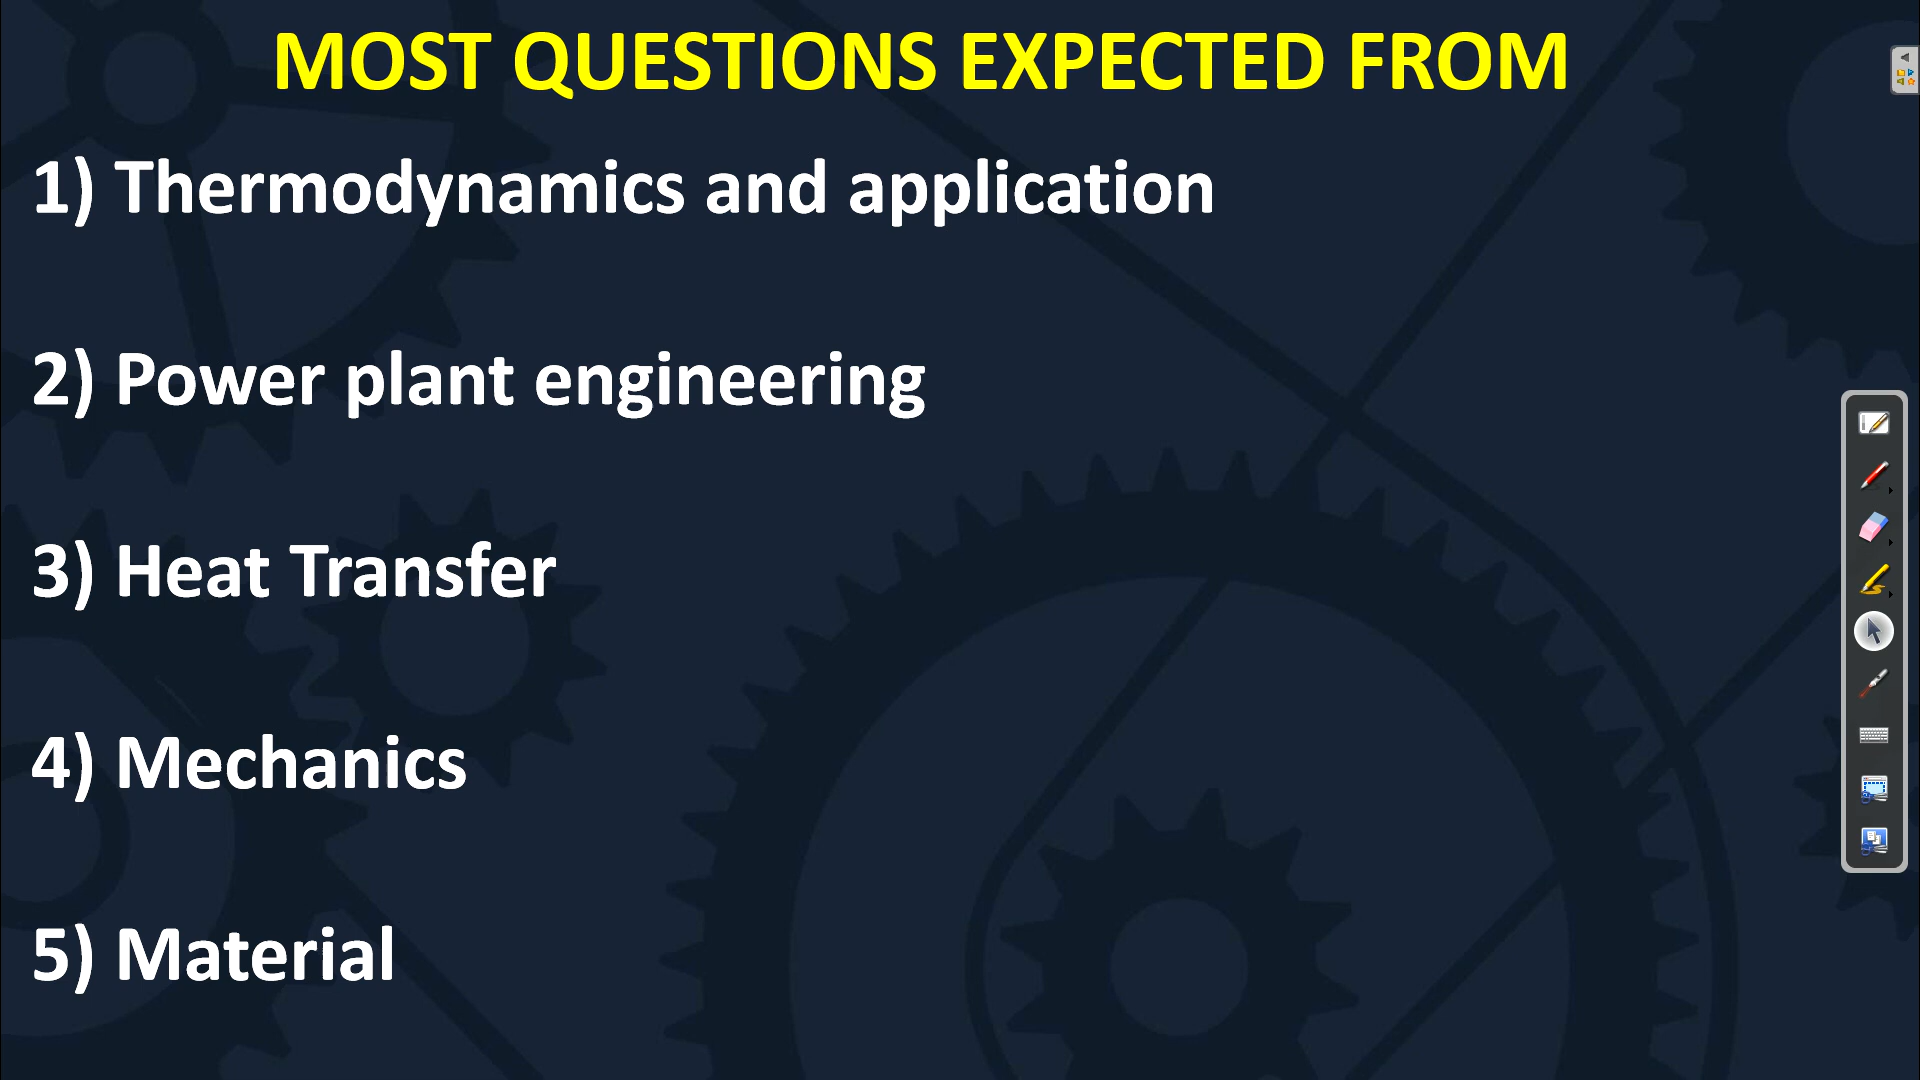 MOST QUESTIONS EXPECTED FROM
1) Thermodynamics and application
2) Power plant engineering
3) Heat Transfer
4) Mechanics
5) Material